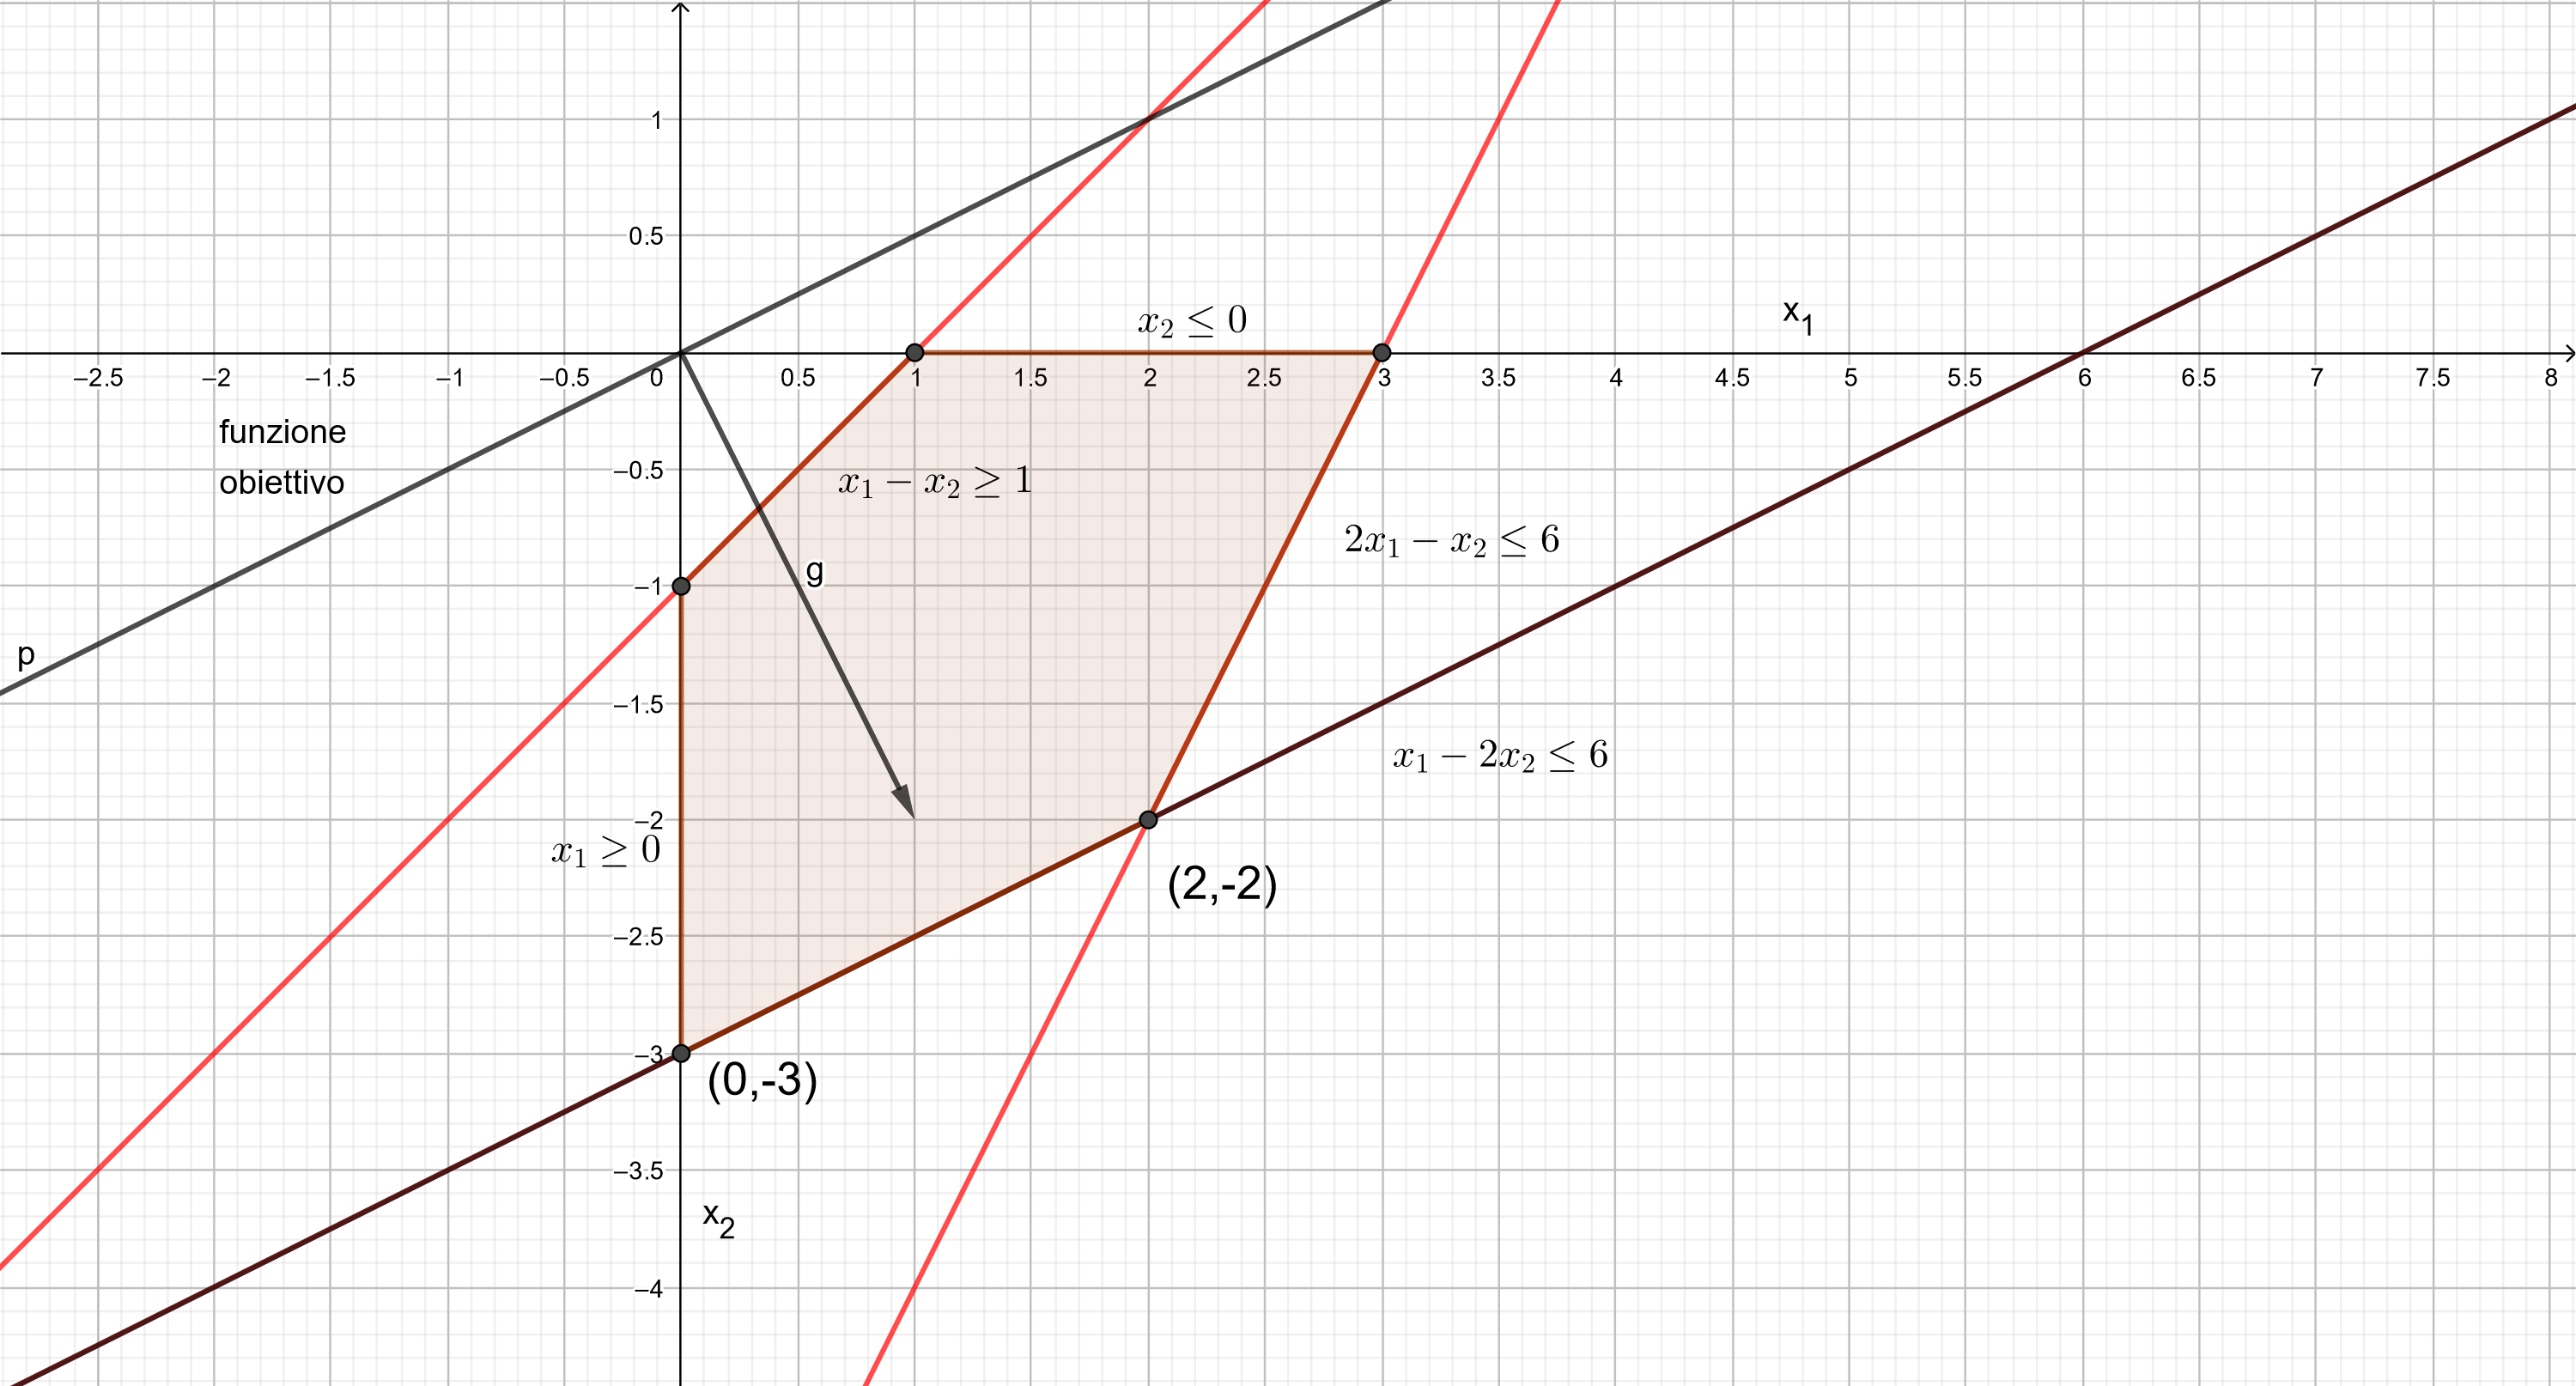 1
0.5
x₂ ≤ 0
x₁
−2.5 −2 −1.5 −1 −0.5 0 0.5 1 1.5 2 2.5 3 3.5 4 4.5 5 5.5 6 6.5 7 7.5 8
funzione
obiettivo
−0.5
x₁ − x₂ ≥ 1
2x₁ − x₂ ≤ 6
g
−1
p
−1.5
x₁ − 2x₂ ≤ 6
−2
x₁ ≥ 0
(2,-2)
−2.5
−3
(0,-3)
−3.5
x₂
−4